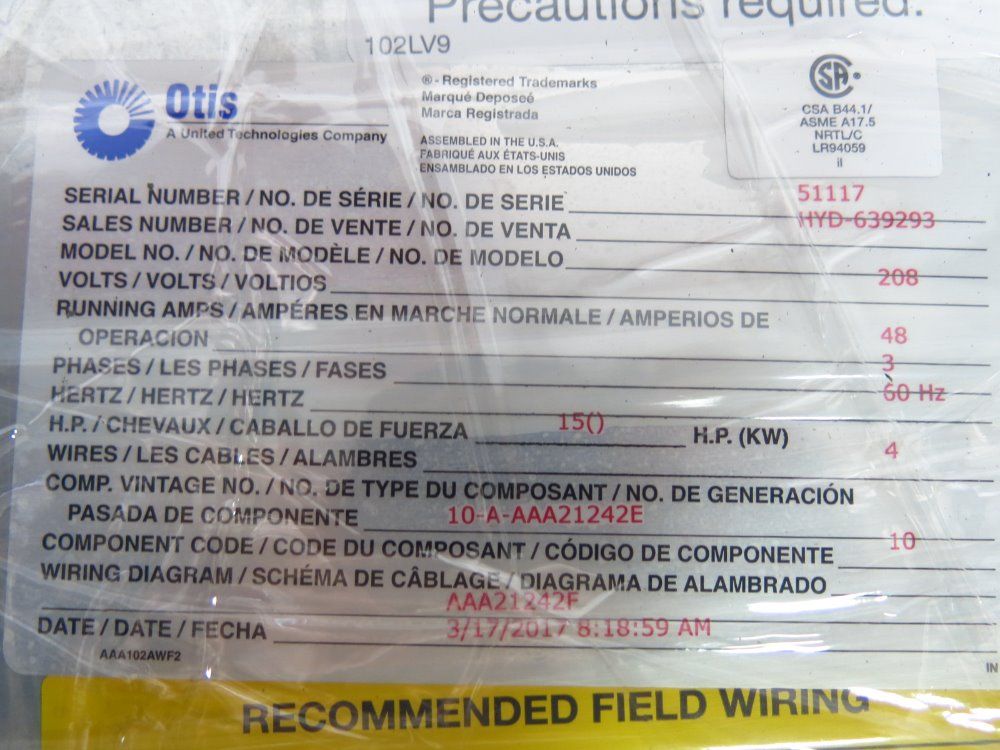 Precautions required.
102LV9
Otis
A United Technologies Company
®- Registered Trademarks
Marqué Deposeé
Marca Registrada
ASSEMBLED IN THE U.S.A.
FABRIQUÉ AUX ÉTATS-UNIS
ENSAMBLADO EN LOS ESTADOS UNIDOS
CSA
CSA B44.1/
ASME A17.5
NRTL/C
LR94059
il
SERIAL NUMBER / NO. DE SÉRIE / NO. DE SERIE 51117
SALES NUMBER / NO. DE VENTE / NO. DE VENTA HYD-639293
MODEL NO. / NO. DE MODÈLE / NO. DE MODELO
VOLTS / VOLTS / VOLTIOS 208
RUNNING AMPS / AMPÉRES EN MARCHE NORMALE / AMPERIOS DE
OPERACION 48
PHASES / LES PHASES / FASES 3
HERTZ / HERTZ / HERTZ 60 Hz
H.P. / CHEVAUX / CABALLO DE FUERZA 15() H.P. (KW)
WIRES / LES CABLES / ALAMBRES 4
COMP. VINTAGE NO. / NO. DE TYPE DU COMPOSANT / NO. DE GENERACIÓN
PASADA DE COMPONENTE 10-A-AAA21242E
COMPONENT CODE / CODE DU COMPOSANT / CÓDIGO DE COMPONENTE 10
WIRING DIAGRAM / SCHÉMA DE CÂBLAGE / DIAGRAMA DE ALAMBRADO
AAA21242F
DATE / DATE / FECHA 3/17/2017 8:18:59 AM
AAA102AWF2
IN
RECOMMENDED FIELD WIRING